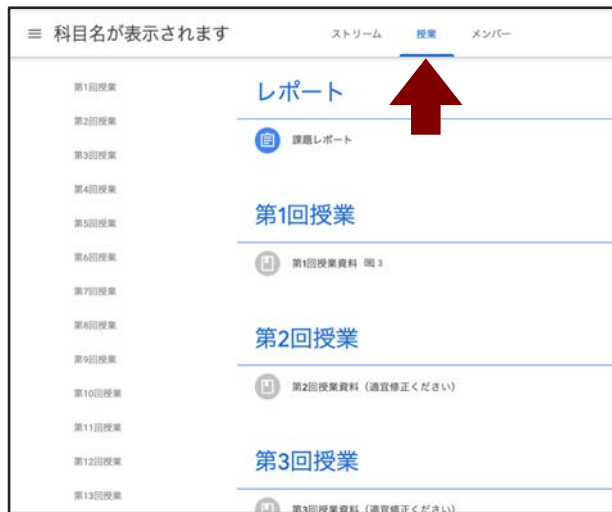 科目名が表示されます
ストリーム 授業 メンバー
第1回授業
第2回授業
第3回授業
第4回授業
第5回授業
第6回授業
第7回授業
第8回授業
第9回授業
第10回授業
第11回授業
第12回授業
第13回授業
レポート
課題レポート
第1回授業
第1回授業資料 3
第2回授業
第2回授業資料（適宜修正ください）
第3回授業
第3回授業資料（適宜修正ください）